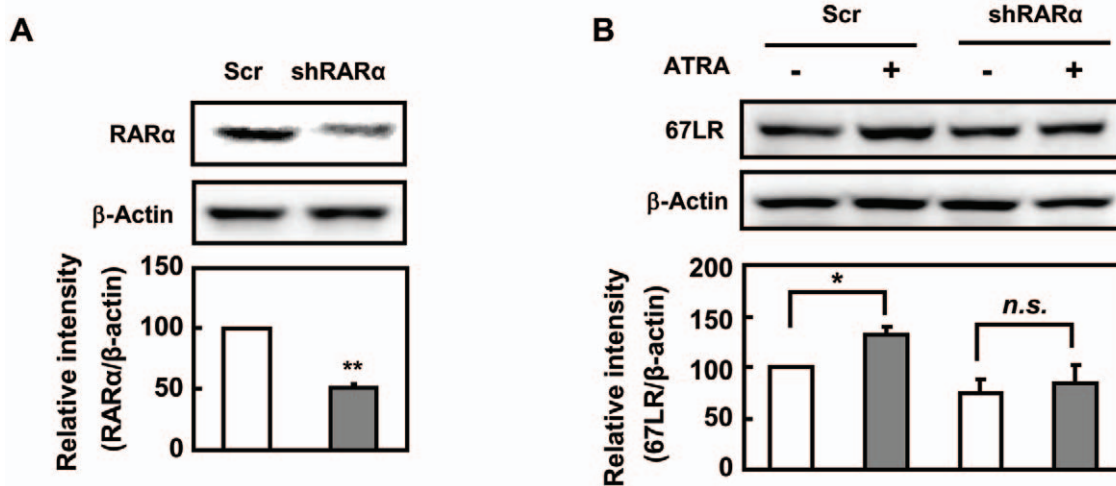 A
Scr shRARα
RARα
β-Actin
Relative intensity
(RARα/β-actin)
150
100
50
0
**
B
Scr shRARα
ATRA - + - +
67LR
β-Actin
Relative intensity
(67LR/β-actin)
200
150
100
50
0
*
n.s.